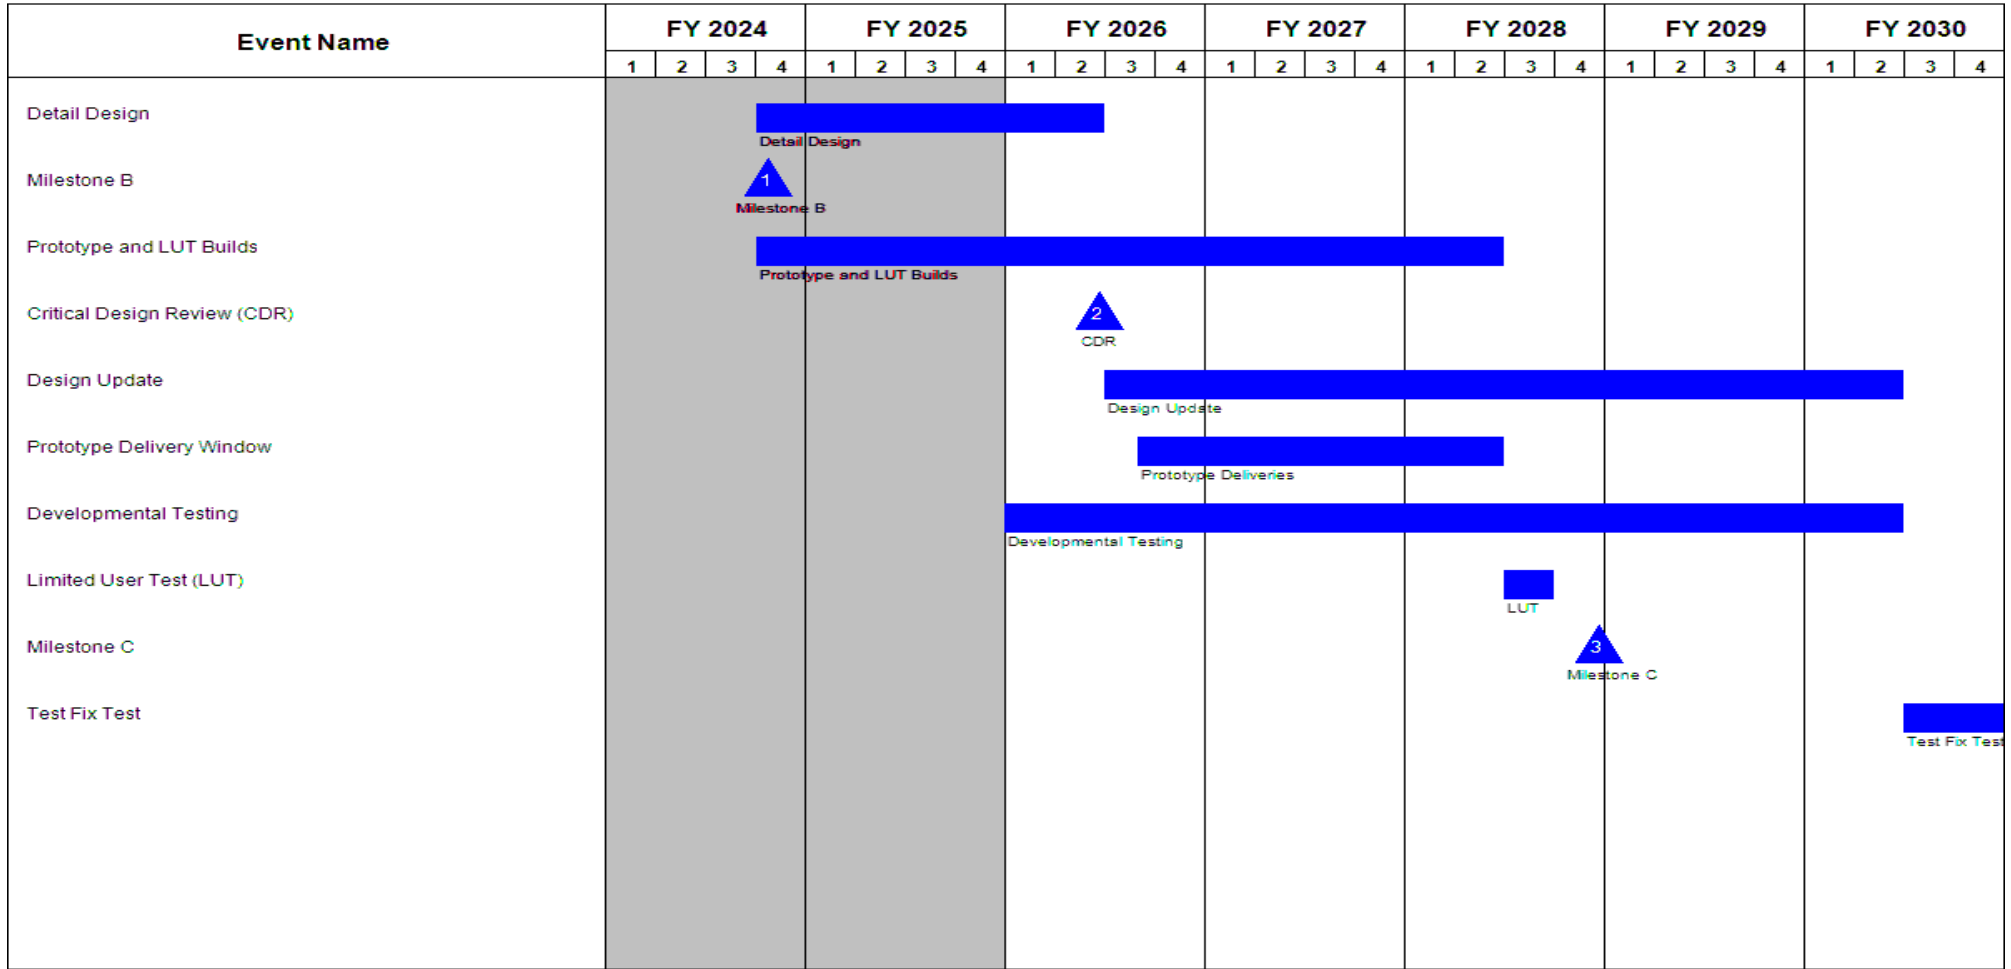 Event Name
FY 2024 FY 2025 FY 2026 FY 2027 FY 2028 FY 2029 FY 2030
1 2 3 4 1 2 3 4 1 2 3 4 1 2 3 4 1 2 3 4 1 2 3 4 1 2 3 4
Detail Design
Detail Design
Milestone B
1
Milestone B
Prototype and LUT Builds
Prototype and LUT Builds
Critical Design Review (CDR)
2
CDR
Design Update
Design Update
Prototype Delivery Window
Prototype Deliveries
Developmental Testing
Developmental Testing
Limited User Test (LUT)
LUT
Milestone C
3
Milestone C
Test Fix Test
Test Fix Test